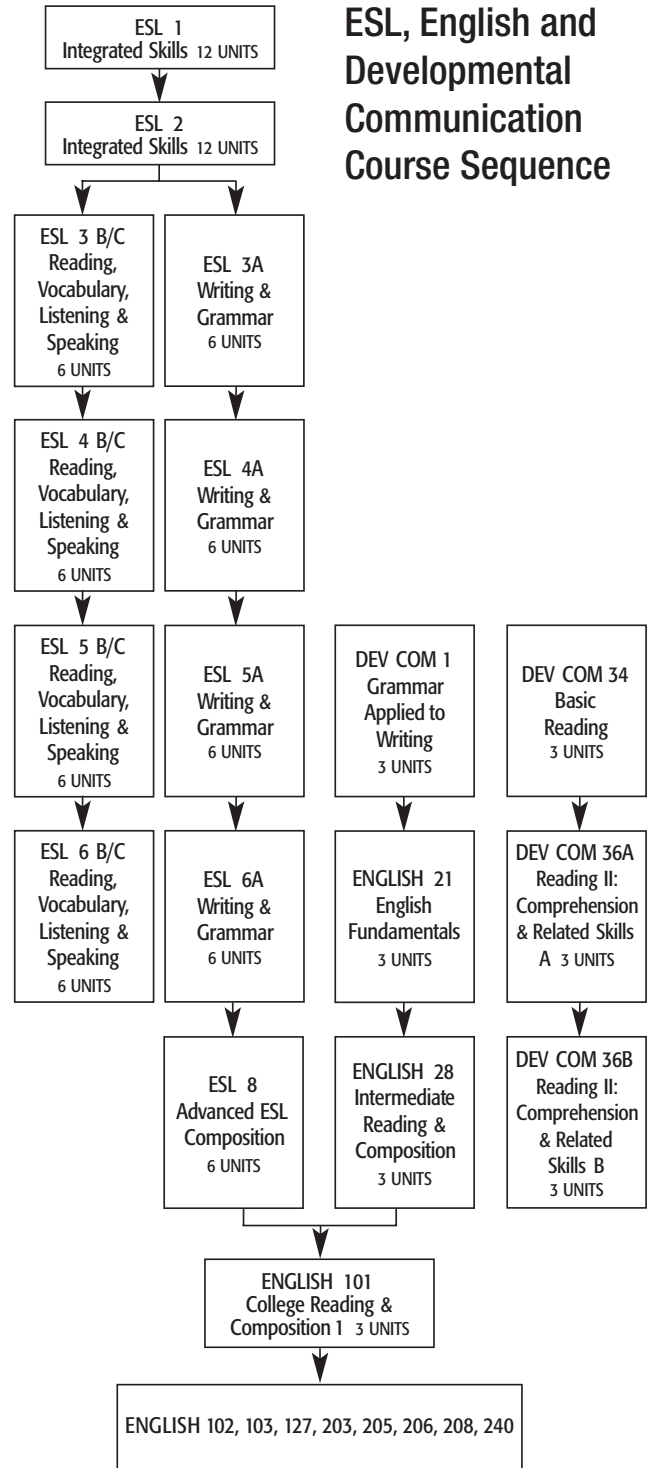 ESL, English and
Developmental
Communication
Course Sequence
ESL 1
Integrated Skills 12 UNITS
ESL 2
Integrated Skills 12 UNITS
ESL 3 B/C
Reading,
Vocabulary,
Listening &
Speaking
6 UNITS
ESL 3A
Writing &
Grammar
6 UNITS
ESL 4 B/C
Reading,
Vocabulary,
Listening &
Speaking
6 UNITS
ESL 4A
Writing &
Grammar
6 UNITS
ESL 5 B/C
Reading,
Vocabulary,
Listening &
Speaking
6 UNITS
ESL 5A
Writing &
Grammar
6 UNITS
DEV COM 1
Grammar
Applied to
Writing
3 UNITS
DEV COM 34
Basic
Reading
3 UNITS
ESL 6 B/C
Reading,
Vocabulary,
Listening &
Speaking
6 UNITS
ESL 6A
Writing &
Grammar
6 UNITS
ENGLISH 21
English
Fundamentals
3 UNITS
DEV COM 36A
Reading II:
Comprehension
& Related Skills
A 3 UNITS
ESL 8
Advanced ESL
Composition
6 UNITS
ENGLISH 28
Intermediate
Reading &
Composition
3 UNITS
DEV COM 36B
Reading II:
Comprehension
& Related
Skills B
3 UNITS
ENGLISH 101
College Reading &
Composition 1 3 UNITS
ENGLISH 102, 103, 127, 203, 205, 206, 208, 240